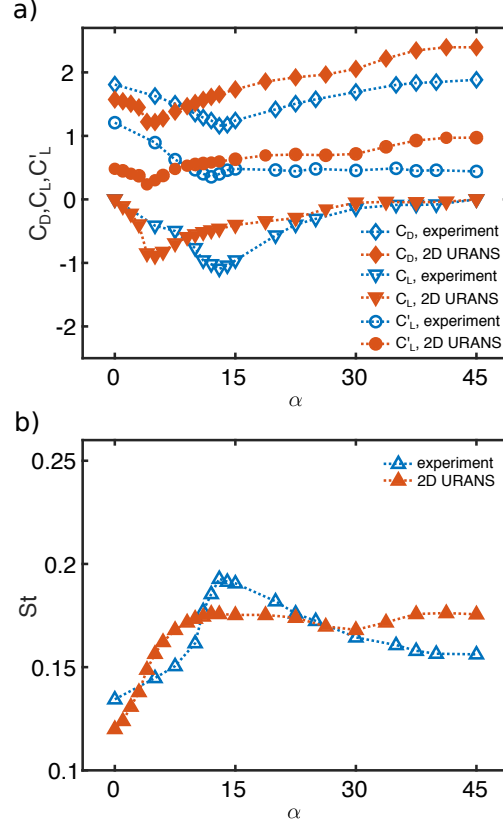 a)
2
1
0
-1
-2
C_D, C_L, C'_L
C_D, experiment
C_D, 2D URANS
C_L, experiment
C_L, 2D URANS
C'_L, experiment
C'_L, 2D URANS
0 15 30 45
α
b)
0.25
0.2
0.15
0.1
St
experiment
2D URANS
0 15 30 45
α